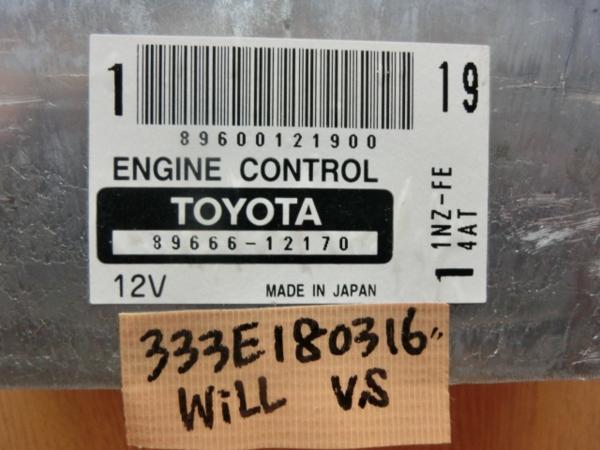 1 19
89600121900
ENGINE CONTROL
TOYOTA
89666-12170
12V MADE IN JAPAN
1 1NZ-FE
4AT
333E180316"
WiLL VS